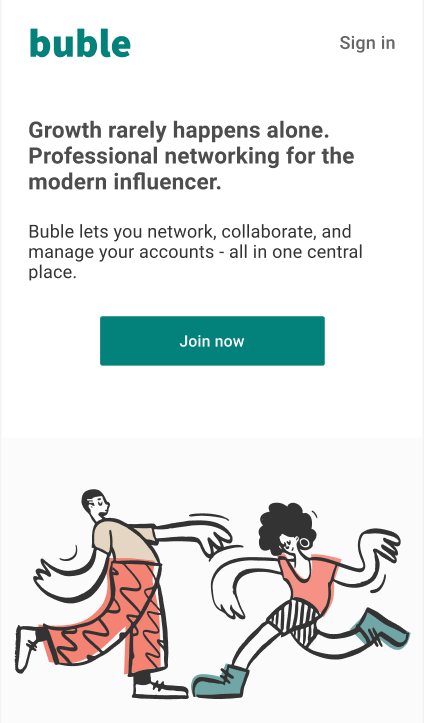 buble
Sign in
Growth rarely happens alone.
Professional networking for the
modern influencer.
Buble lets you network, collaborate, and
manage your accounts - all in one central
place.
Join now